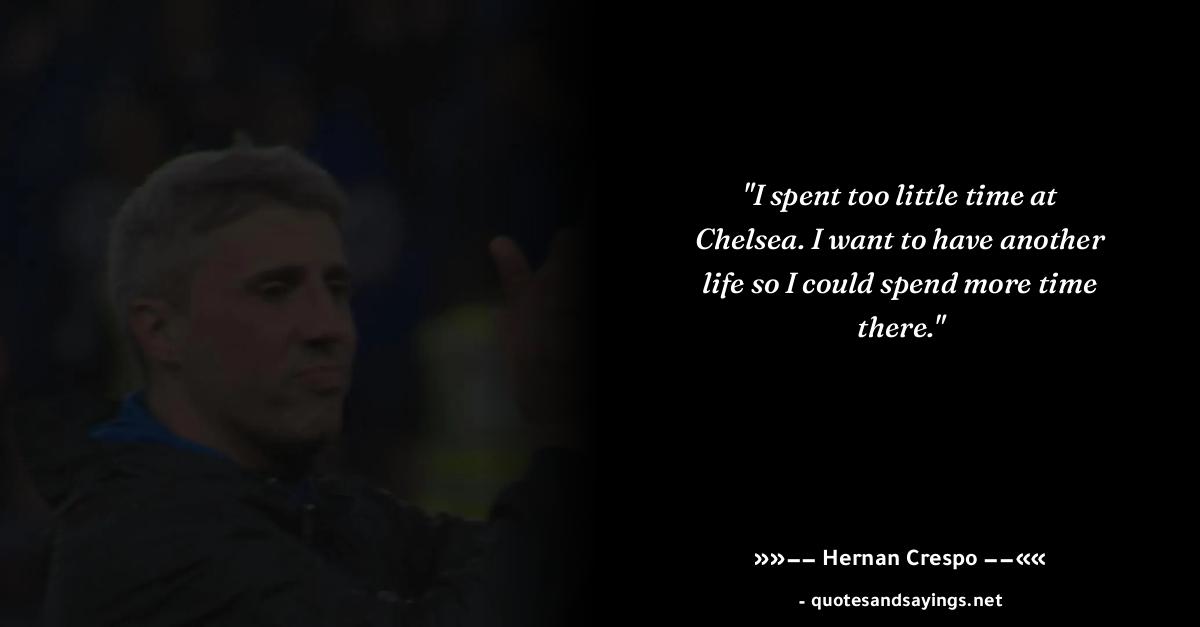 "I spent too little time at
Chelsea. I want to have another
life so I could spend more time
there."
»»–– Hernan Crespo ––««
- quotesandsayings.net